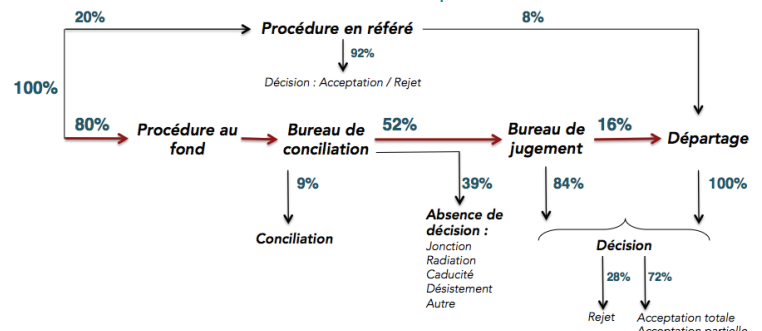 20%
Procédure en référé
8%
92%
Décision : Acceptation / Rejet
100%
80%
Procédure au
fond
Bureau de
conciliation
52%
Bureau de
jugement
16%
Départage
9%
39%
84%
100%
Conciliation
Absence de
décision :
Jonction
Radiation
Caducité
Désistement
Autre
Décision
28%
72%
Rejet
Acceptation totale
Acceptation partielle